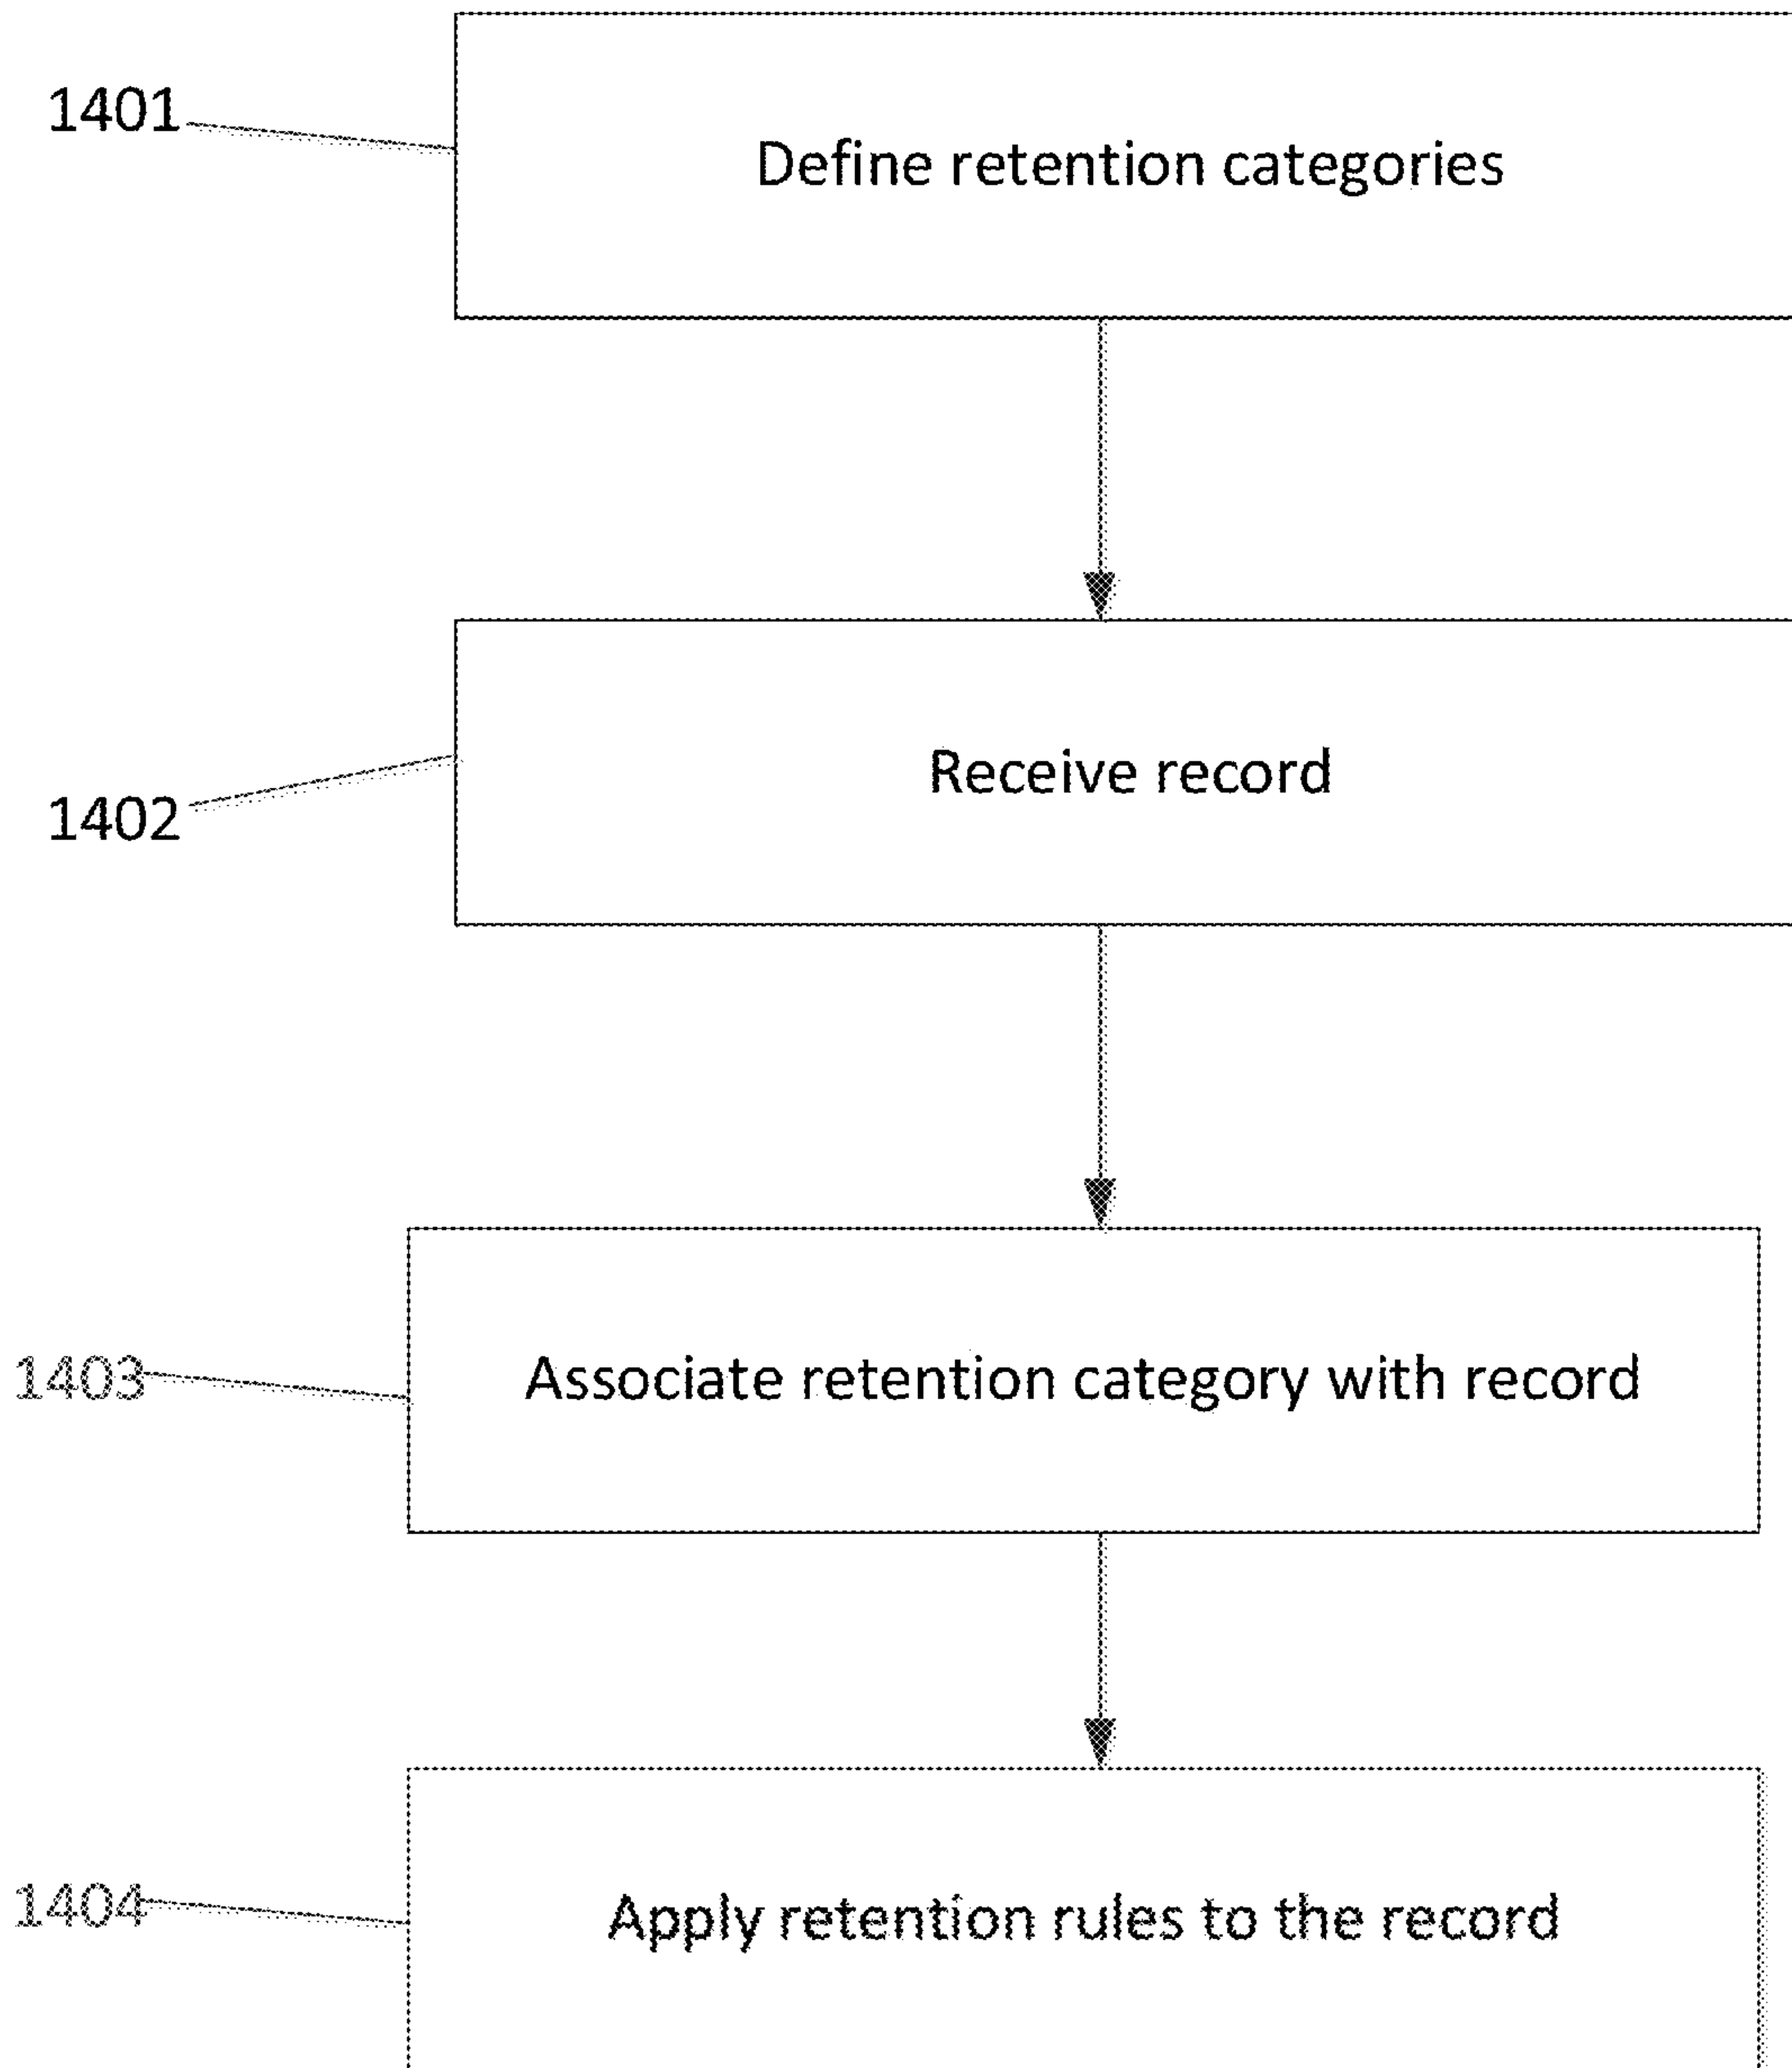 1401
Define retention categories
Receive record
1402
1403
Associate retention category with record
1404
Apply retention rules to the record